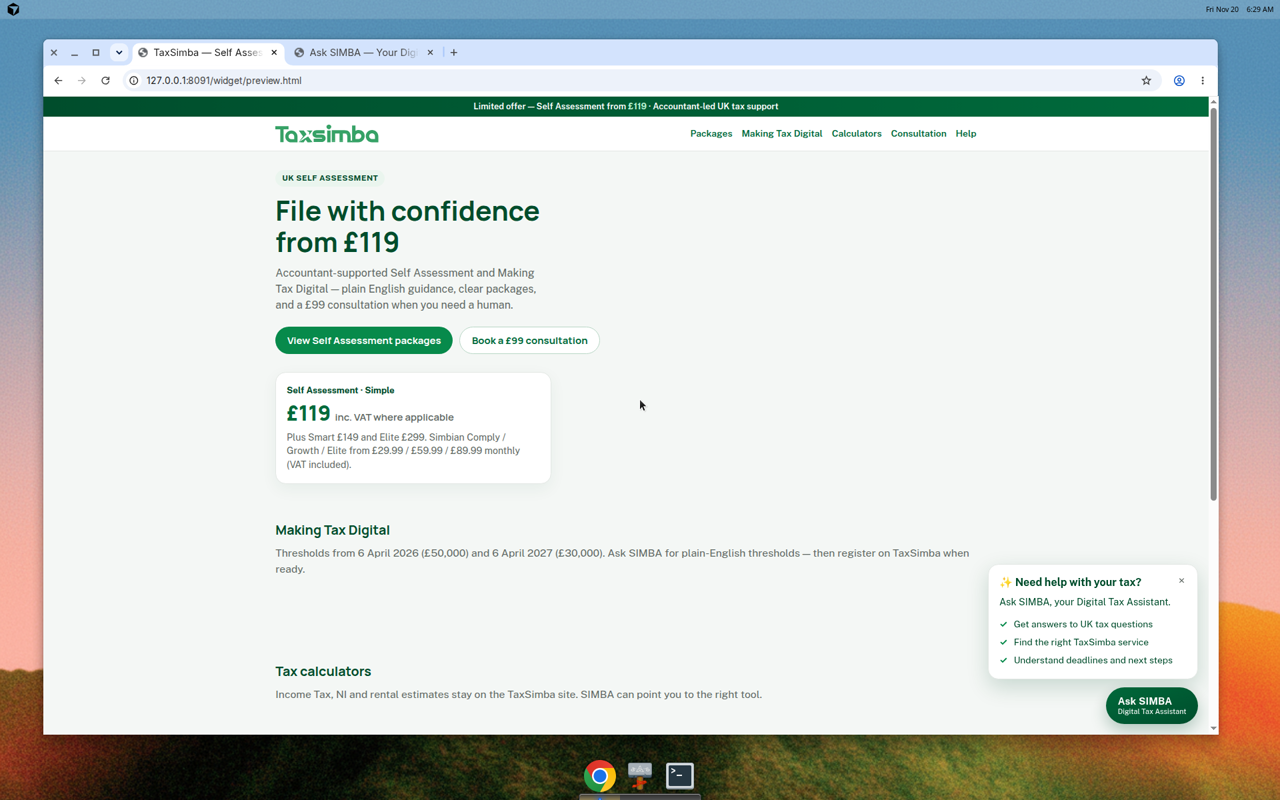 Fri Nov 20 6:29 AM
TaxSimba — Self Asses
Ask SIMBA — Your Dig
127.0.0.1:8091/widget/preview.html
Limited offer — Self Assessment from £119 · Accountant-led UK tax support
Taxsimba
Packages Making Tax Digital Calculators Consultation Help
UK SELF ASSESSMENT
File with confidence
from £119
Accountant-supported Self Assessment and Making
Tax Digital — plain English guidance, clear packages,
and a £99 consultation when you need a human.
View Self Assessment packages
Book a £99 consultation
Self Assessment · Simple
£119 inc. VAT where applicable
Plus Smart £149 and Elite £299. Simbian Comply /
Growth / Elite from £29.99 / £59.99 / £89.99 monthly
(VAT included).
Making Tax Digital
Thresholds from 6 April 2026 (£50,000) and 6 April 2027 (£30,000). Ask SIMBA for plain-English thresholds — then register on TaxSimba when
ready.
✨ Need help with your tax?
Ask SIMBA, your Digital Tax Assistant.
✓ Get answers to UK tax questions
✓ Find the right TaxSimba service
✓ Understand deadlines and next steps
Tax calculators
Income Tax, NI and rental estimates stay on the TaxSimba site. SIMBA can point you to the right tool.
Ask SIMBA
Digital Tax Assistant